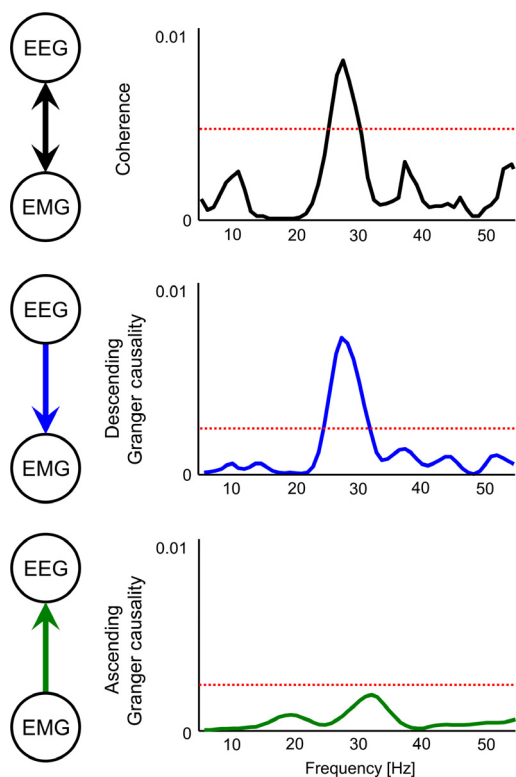 EEG
EMG
Coherence
0.01
0
10 20 30 40 50
EEG
EMG
Descending
Granger causality
0.01
0
10 20 30 40 50
EEG
EMG
Ascending
Granger causality
0.01
0
10 20 30 40 50
Frequency [Hz]